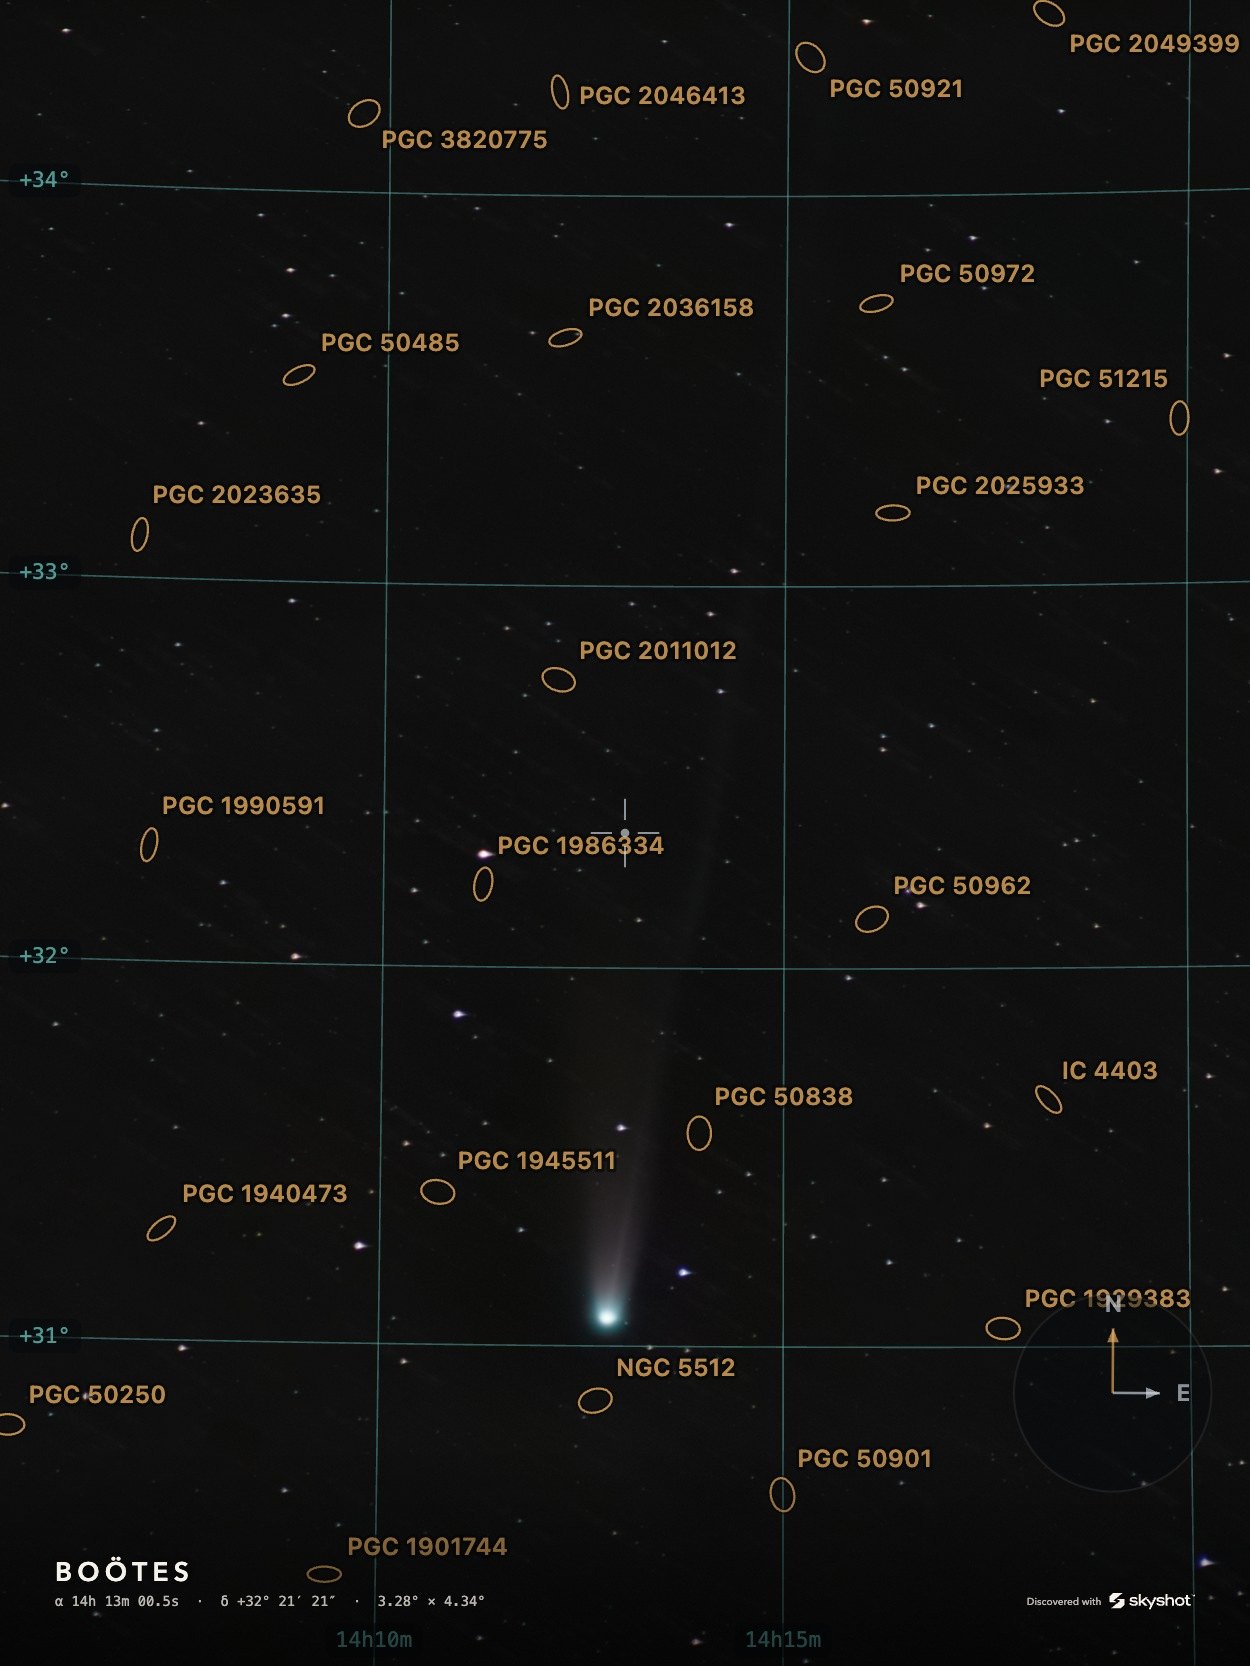 PGC 2049399
PGC 50921
PGC 2046413
PGC 3820775
+34°
PGC 50972
PGC 2036158
PGC 50485
PGC 51215
PGC 2025933
PGC 2023635
+33°
PGC 2011012
PGC 1990591
PGC 1986334
PGC 50962
+32°
IC 4403
PGC 50838
PGC 1945511
PGC 1940473
PGC 1929383
N
+31°
NGC 5512
E
PGC 50250
PGC 50901
PGC 1901744
BOÖTES
α 14h 13m 00.5s · δ +32° 21′ 21″ · 3.28° × 4.34°
Discovered with skyshot
14h10m
14h15m